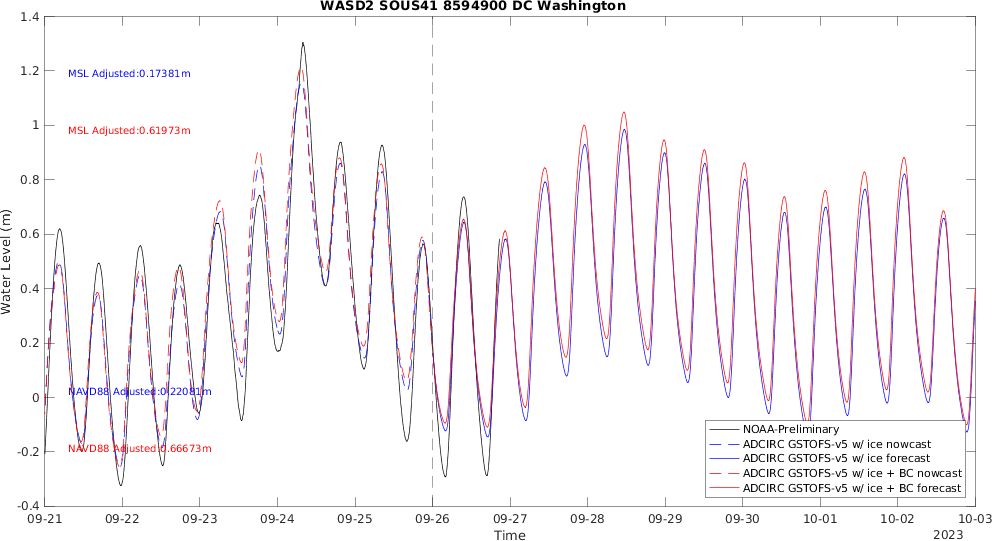 WASD2 SOUS41 8594900 DC Washington
1.4
1.2
1
0.8
0.6
0.4
0.2
0
-0.2
-0.4
Water Level (m)
MSL Adjusted:0.17381m
MSL Adjusted:0.61973m
NAVD88 Adjusted:0.22081m
NAVD88 Adjusted:0.66673m
NOAA-Preliminary
ADCIRC GSTOFS-v5 w/ ice nowcast
ADCIRC GSTOFS-v5 w/ ice forecast
ADCIRC GSTOFS-v5 w/ ice + BC nowcast
ADCIRC GSTOFS-v5 w/ ice + BC forecast
09-21 09-22 09-23 09-24 09-25 09-26 09-27 09-28 09-29 09-30 10-01 10-02 10-03
Time
2023